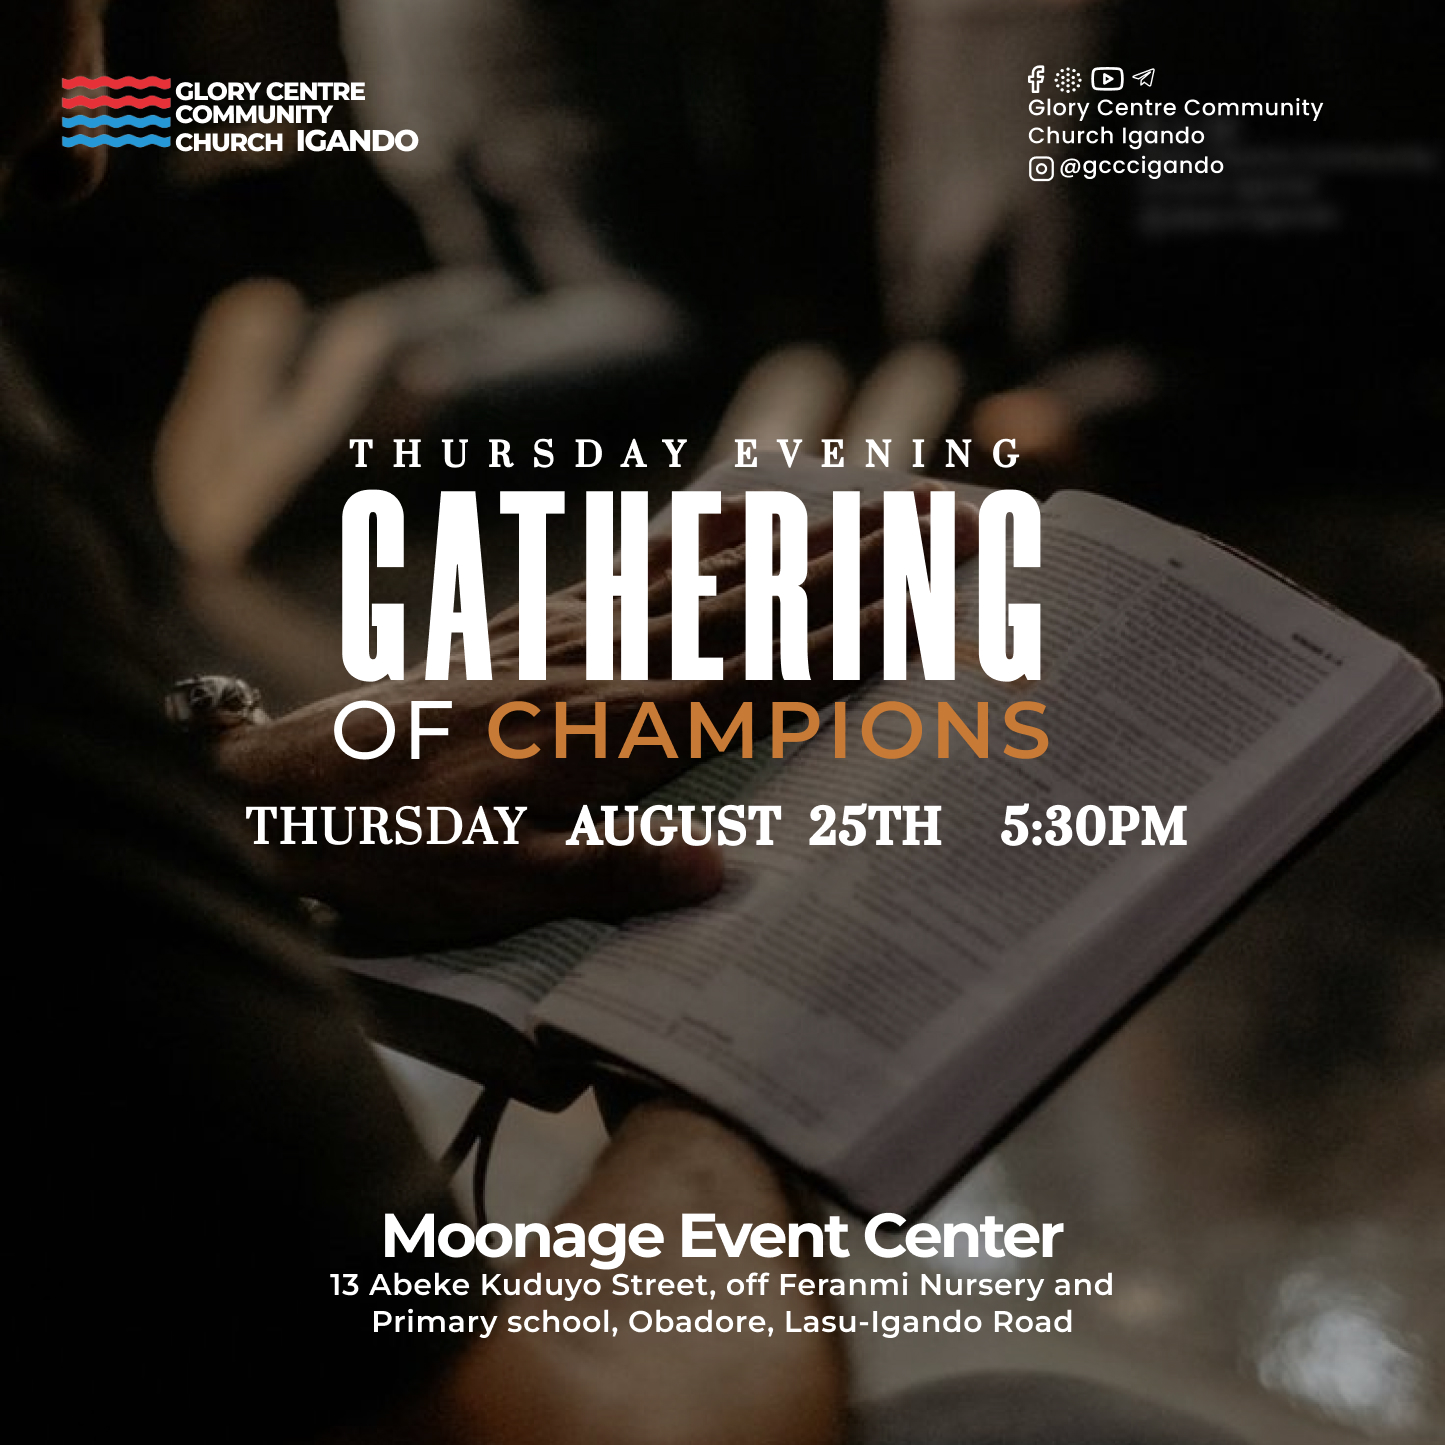 GLORY CENTRE
COMMUNITY
CHURCH IGANDO
Glory Centre Community
Church Igando
@gcccigando
THURSDAY EVENING
GATHERING
OF CHAMPIONS
THURSDAY AUGUST 25TH 5:30PM
Moonage Event Center
13 Abeke Kuduyo Street, off Feranmi Nursery and
Primary school, Obadore, Lasu-Igando Road